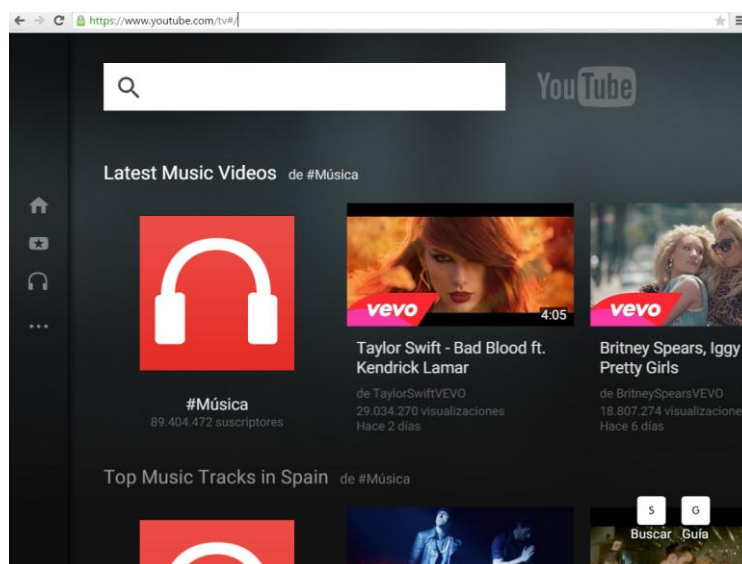 https://www.youtube.com/tv#/
YouTube
Latest Music Videos de #Música
vevo
4:05
vevo
#Música
89.404.472 suscriptores
Taylor Swift - Bad Blood ft.
Kendrick Lamar
de TaylorSwiftVEVO
29.034.270 visualizaciones
Hace 2 días
Britney Spears, Iggy
Pretty Girls
de BritneySpearsVEVO
18.807.274 visualizacione
Hace 6 días
Top Music Tracks in Spain de #Música
S G
Buscar Guía